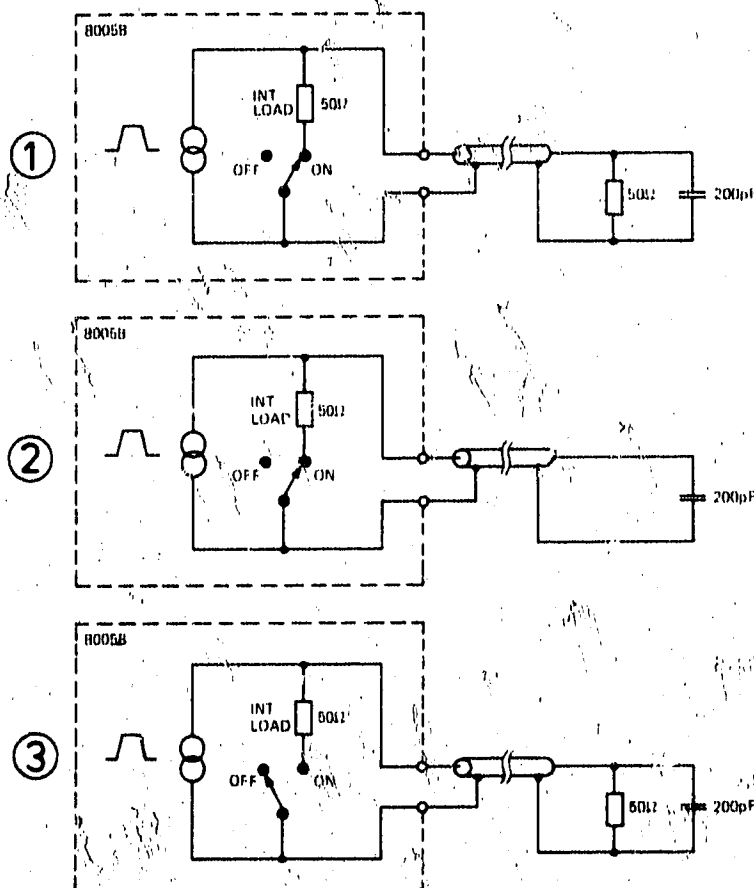 8005B
INT
LOAD
50Ω
OFF
ON
1
50Ω
200pF
8005B
INT
LOAD
50Ω
OFF
ON
2
200pF
8005B
INT
LOAD
50Ω
OFF
ON
3
50Ω
200pF